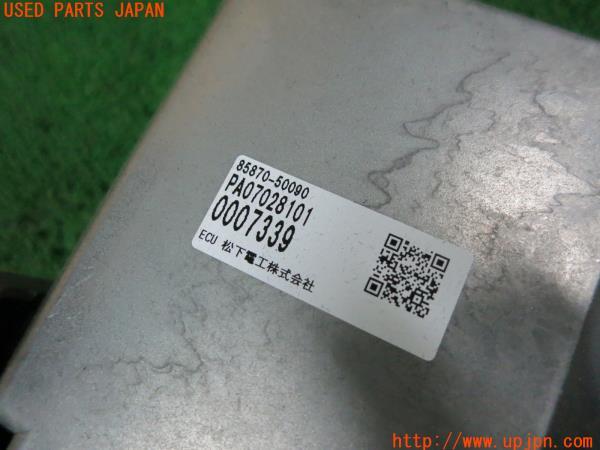 USED PARTS JAPAN
85870-50090
PA07028101
0007339
ECU 松下電工株式会社
http://www.upjpn.com